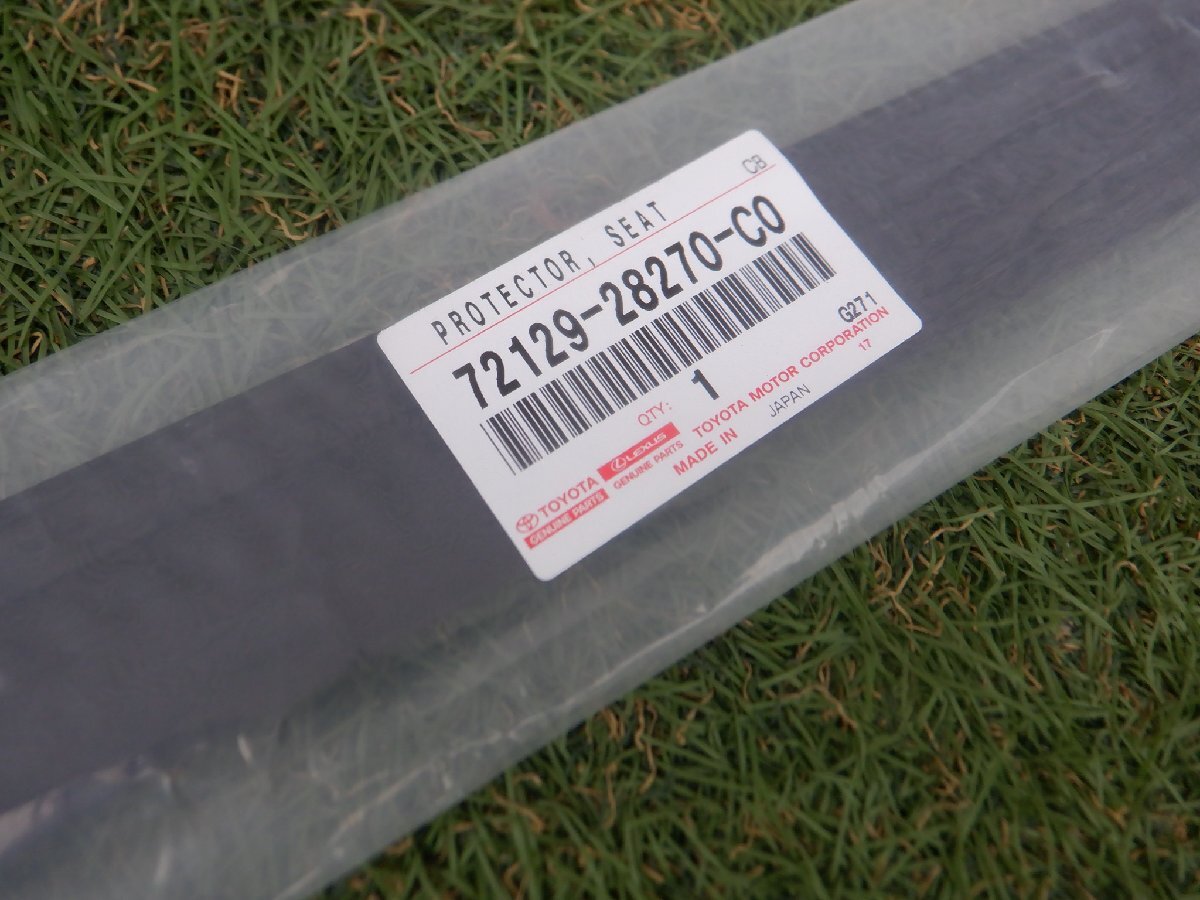 CB
PROTECTOR, SEAT
72129-28270-C0
QTY: 1
G271
TOYOTA
GENUINE PARTS
LEXUS
GENUINE PARTS
TOYOTA MOTOR CORPORATION
MADE IN JAPAN
17